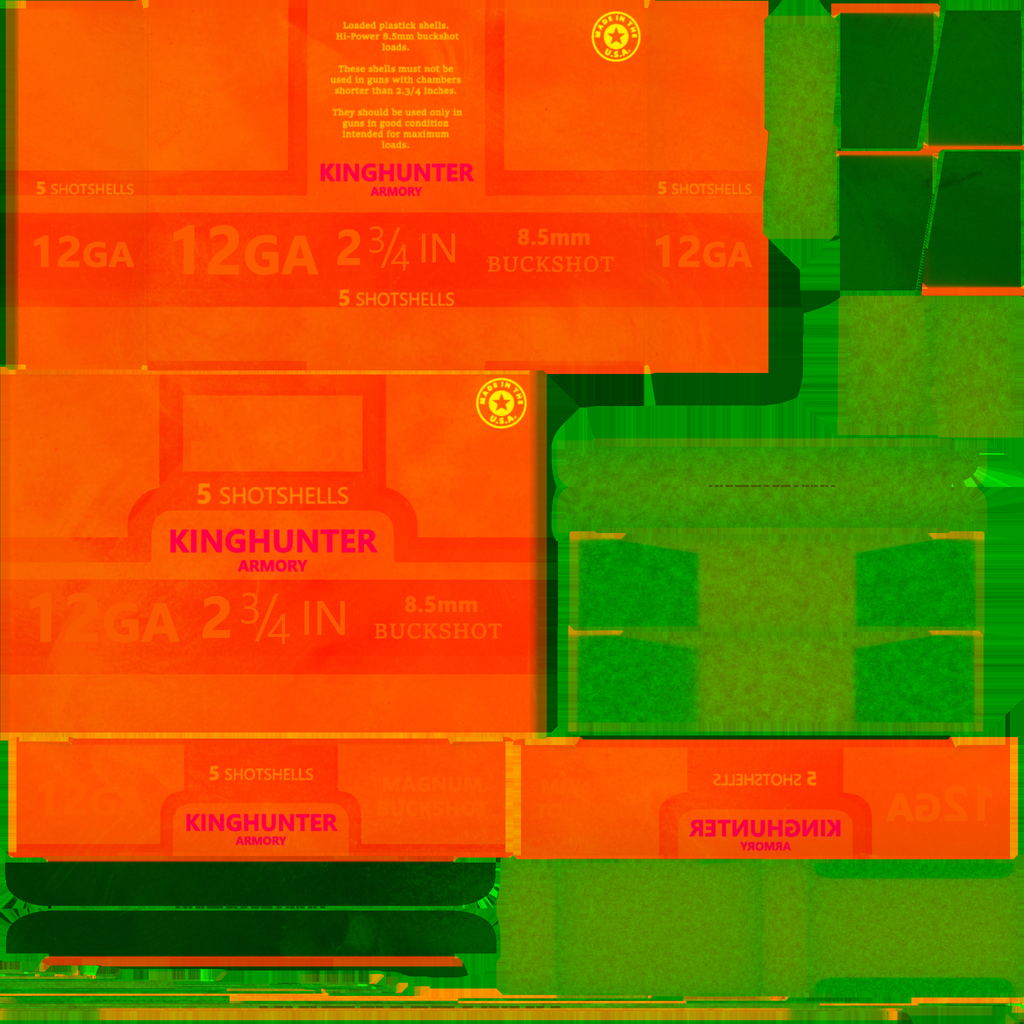 Loaded plastick shells.
Hi-Power 8.5mm buckshot
loads.
These shells must not be
used in guns with chambers
shorter than 2.3/4 inches.
They should be used only in
guns in good condition
intended for maximum
loads.
MADE IN THE
U.S.A.
KINGHUNTER
ARMORY
5 SHOTSHELLS
5 SHOTSHELLS
12GA
12GA
2 3/4 IN
8.5mm
BUCKSHOT
12GA
5 SHOTSHELLS
MADE IN THE
U.S.A.
5 SHOTSHELLS
KINGHUNTER
ARMORY
12GA
2 3/4 IN
8.5mm
BUCKSHOT
5 SHOTSHELLS
12GA
MAGNUM
BUCKSHOT
KINGHUNTER
ARMORY
5 SHOTSHELLS
12GA
KINGHUNTER
ARMORY